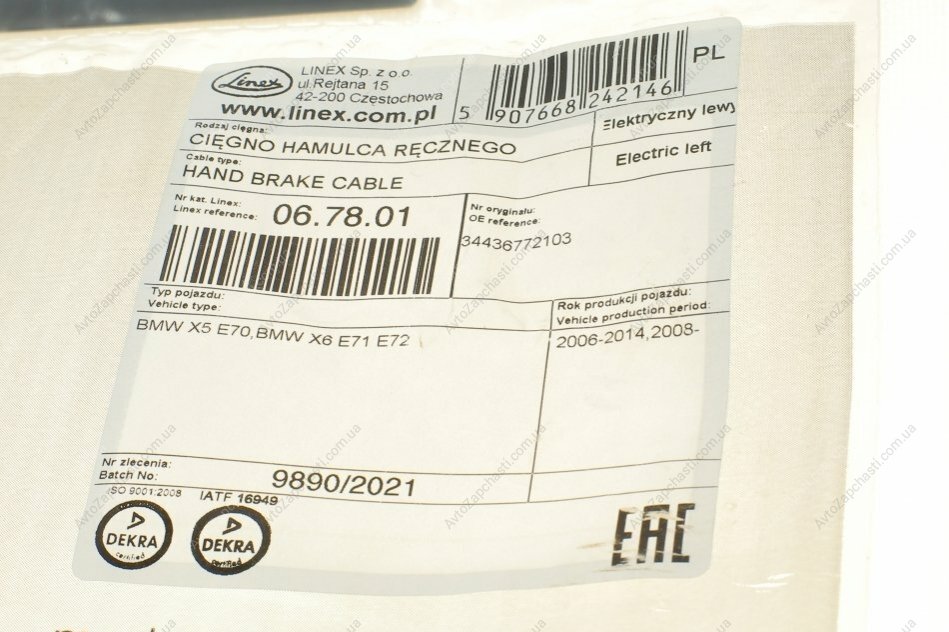 Linex
LINEX Sp. z o.o.
ul.Rejtana 15
42-200 Częstochowa
www.linex.com.pl
5 907668 242146
PL
Rodzaj cięgna:
CIĘGNO HAMULCA RĘCZNEGO
Elektryczny lewy
Cable type:
HAND BRAKE CABLE
Electric left
Nr kat. Linex:
Linex reference:
06.78.01
Nr oryginału:
OE reference:
34436772103
Typ pojazdu:
Vehicle type:
BMW X5 E70,BMW X6 E71 E72
Rok produkcji pojazdu:
Vehicle production period:
2006-2014,2008-
Nr zlecenia:
Batch No:
9890/2021
ISO 9001:2008
IATF 16949
DEKRA
certified
DEKRA
certified
EAC
AvtoZapchasti.com.ua